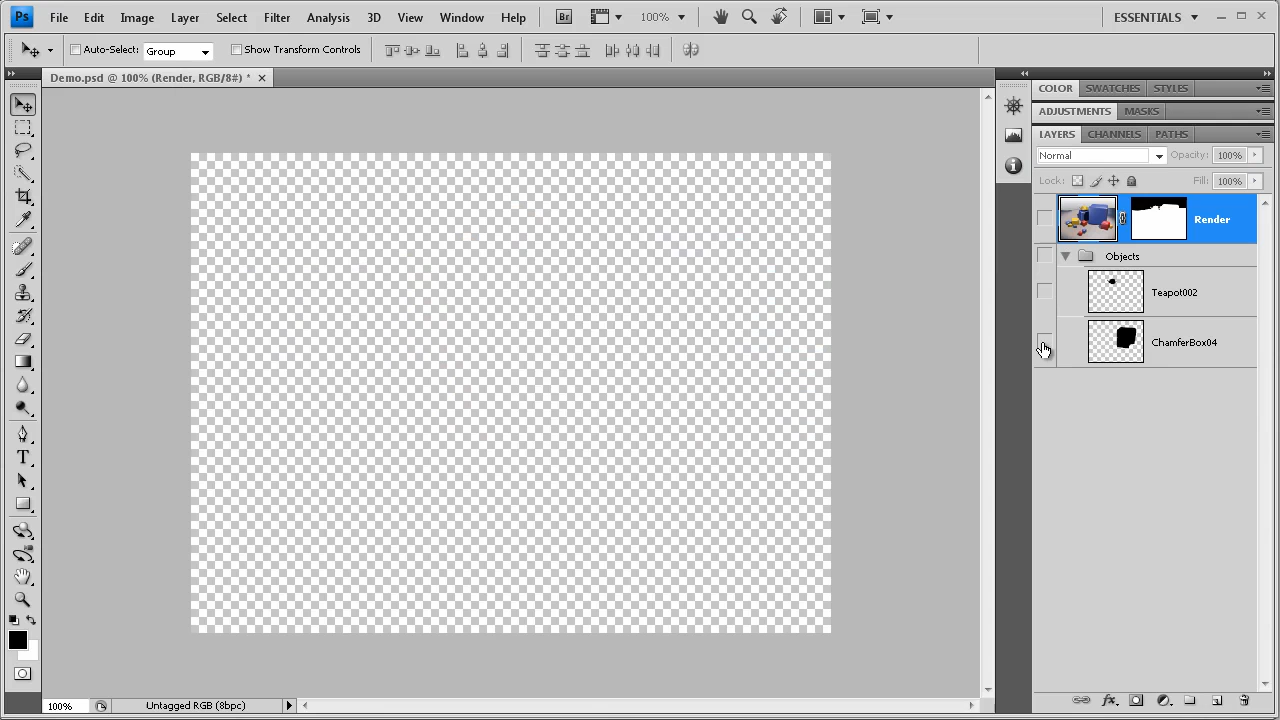 Ps File Edit Image Layer Select Filter Analysis 3D View Window Help Br 100% ESSENTIALS
Auto-Select: Group Show Transform Controls
Demo.psd @ 100% (Render, RGB/8#) *
COLOR SWATCHES STYLES
ADJUSTMENTS MASKS
LAYERS CHANNELS PATHS
Normal Opacity: 100%
Lock: Fill: 100%
Render
Objects
Teapot002
ChamferBox04
T
100% Untagged RGB (8bpc)
fx